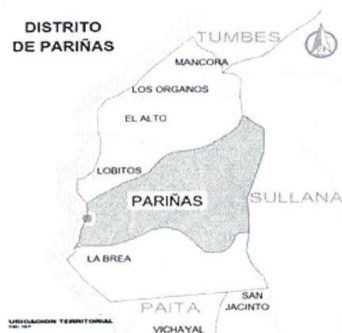 DISTRITO
DE PARIÑAS
TUMBES
MANCORA
LOS ORGANOS
EL ALTO
LOBITOS
PARIÑAS
SULLANA
LA BREA
PAITA
SAN
JACINTO
UBICACION TERRITORIAL
VICHAYAL